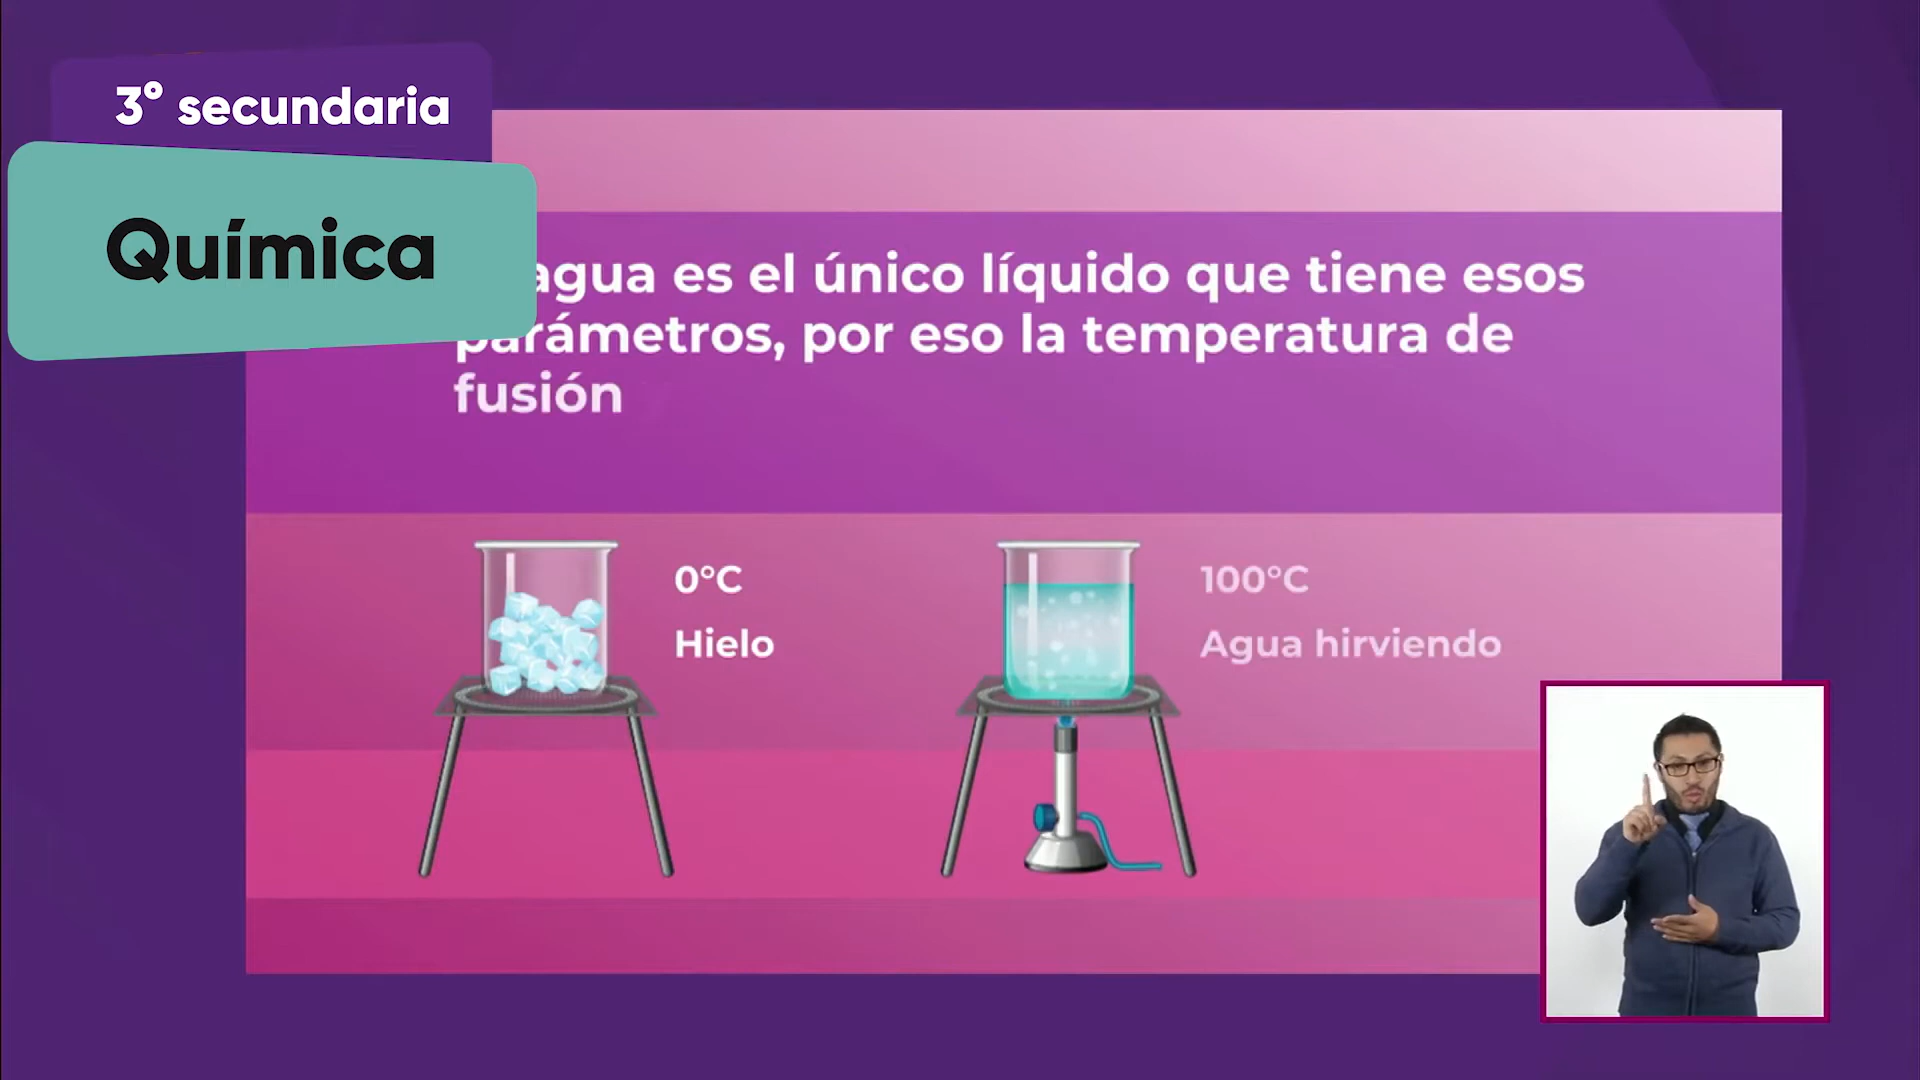 3° secundaria
Química
agua es el único líquido que tiene esos
parámetros, por eso la temperatura de
fusión
0°C
Hielo
100°C
Agua hirviendo